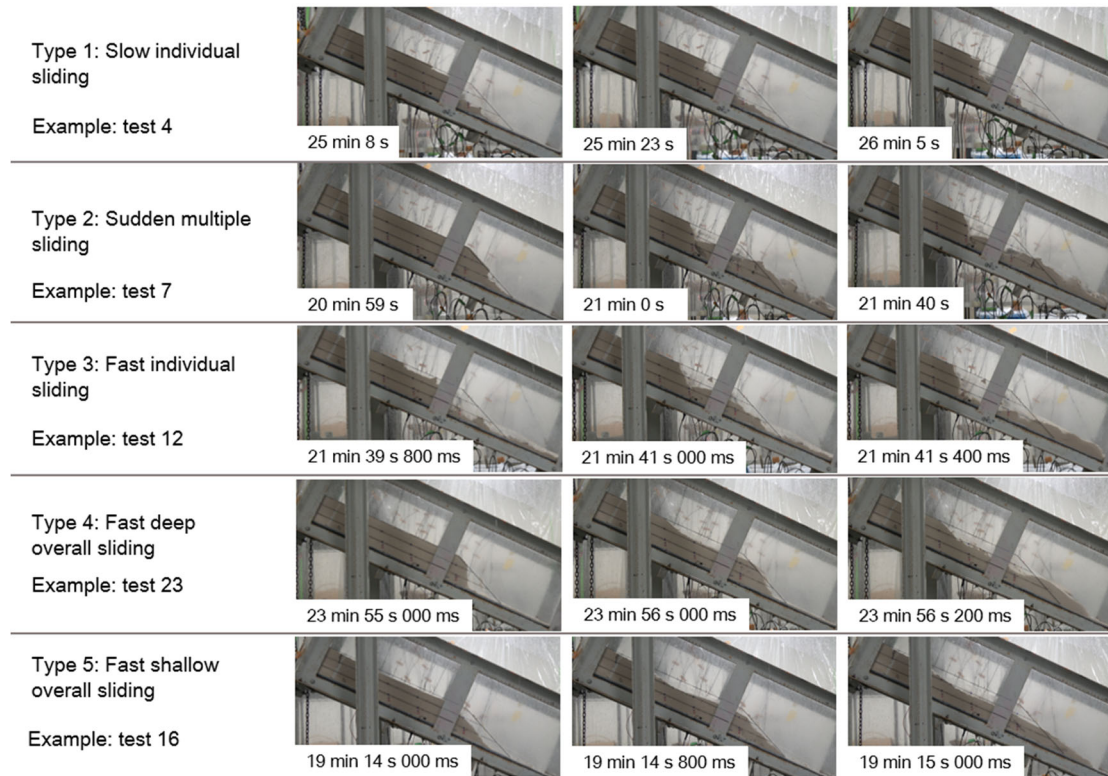 Type 1: Slow individual
sliding
Example: test 4
25 min 8 s
25 min 23 s
26 min 5 s
Type 2: Sudden multiple
sliding
Example: test 7
20 min 59 s
21 min 0 s
21 min 40 s
Type 3: Fast individual
sliding
Example: test 12
21 min 39 s 800 ms
21 min 41 s 000 ms
21 min 41 s 400 ms
Type 4: Fast deep
overall sliding
Example: test 23
23 min 55 s 000 ms
23 min 56 s 000 ms
23 min 56 s 200 ms
Type 5: Fast shallow
overall sliding
Example: test 16
19 min 14 s 000 ms
19 min 14 s 800 ms
19 min 15 s 000 ms